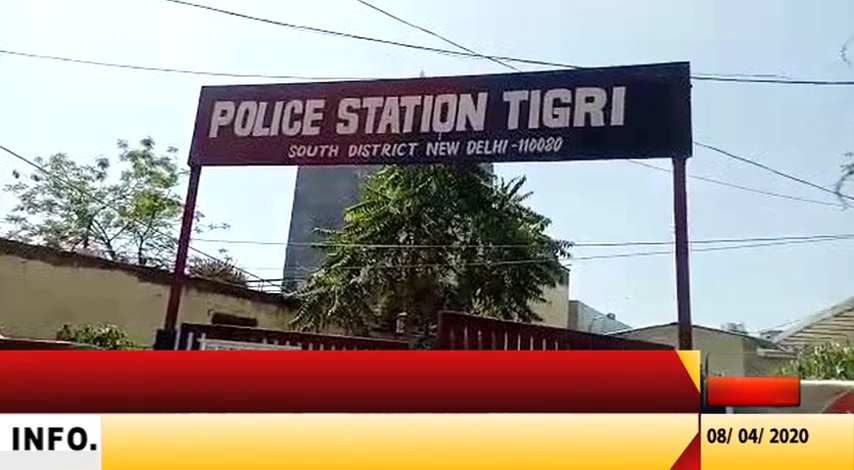 POLICE STATION TIGRI
SOUTH DISTRICT NEW DELHI-110080
INFO.
08/ 04/ 2020